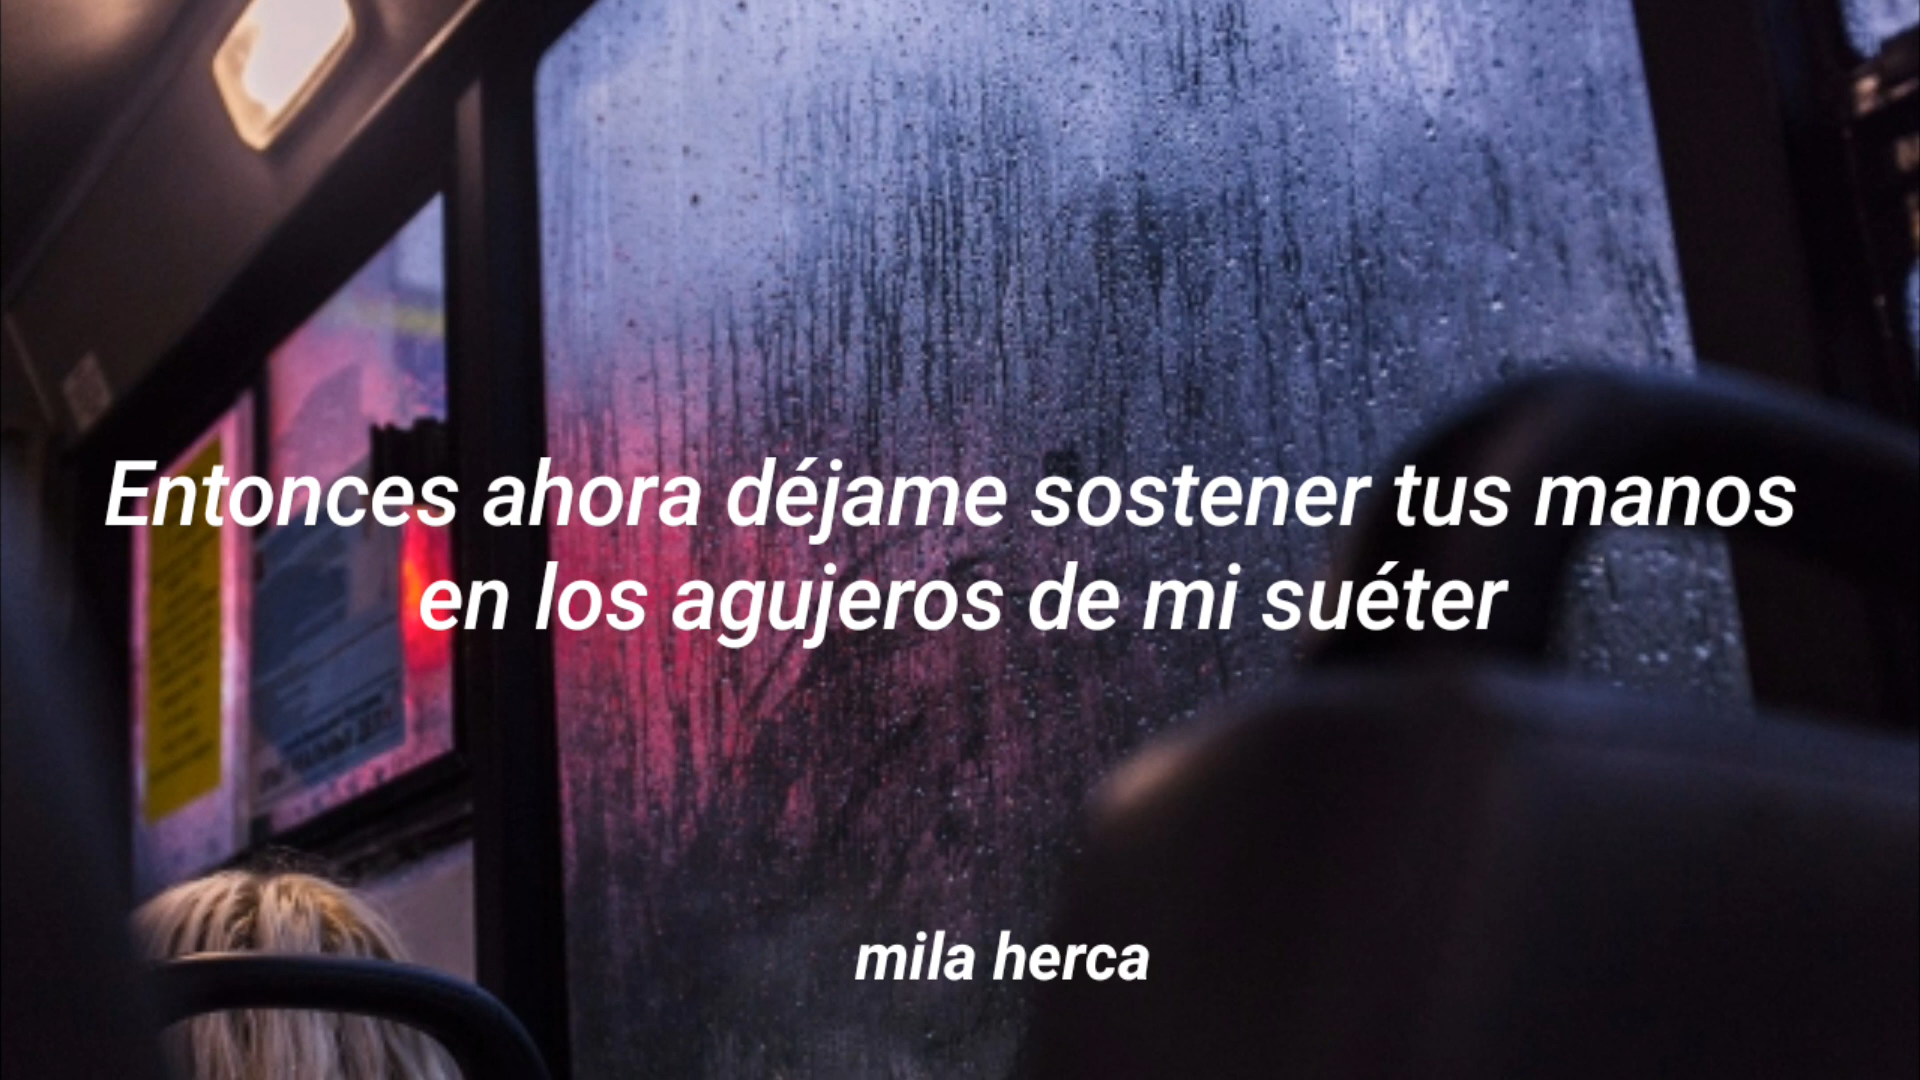 Entonces ahora déjame sostener tus manos
en los agujeros de mi suéter
mila herca